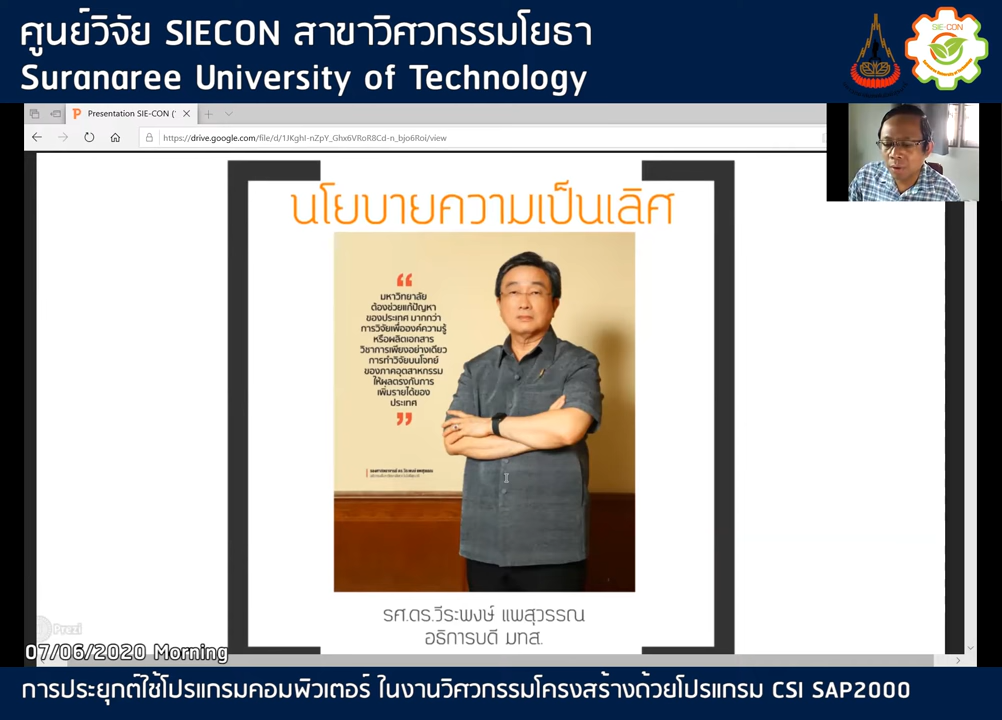 ศูนย์วิจัย SIECON สาขาวิศวกรรมโยธา
Suranaree University of Technology
SIE-CON
Presentation SIE-CON (
https://drive.google.com/file/d/1JKghI-nZpY_Ghx6VRoR8Cd-n_bjo6Roi/view
นโยบายความเป็นเลิศ
“
มหาวิทยาลัย
ต้องช่วยแก้ปัญหา
ของประเทศ มากกว่า
การวิจัยเพื่อองค์ความรู้
หรือผลิตเอกสาร
วิชาการเพียงอย่างเดียว
การทำวิจัยบนโจทย์
ของภาคอุตสาหกรรม
ให้ผลตรงกับการ
เพิ่มรายได้ของ
ประเทศ
”
รศ.ดร.วีระพงษ์ แพสุวรรณ
อธิการบดี มทส.
Prezi
07/06/2020 Morning
การประยุกต์ใช้โปรแกรมคอมพิวเตอร์ ในงานวิศวกรรมโครงสร้างด้วยโปรแกรม CSI SAP2000